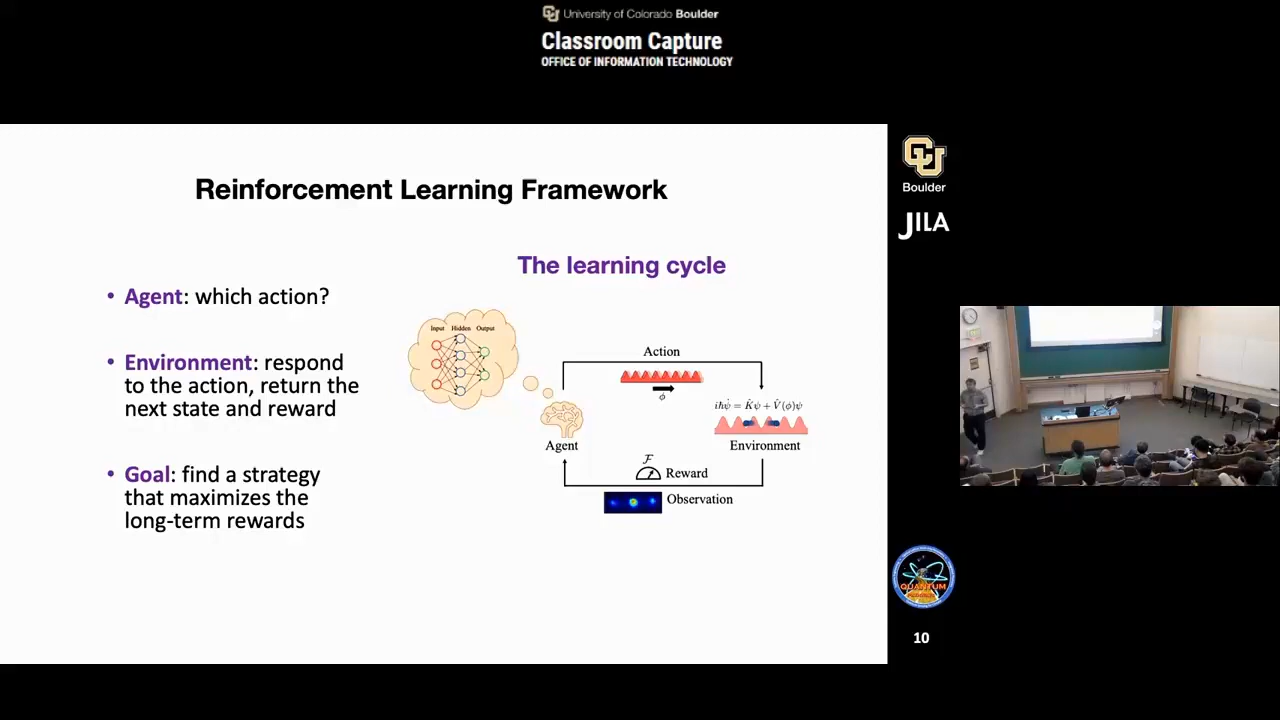 University of Colorado Boulder
Classroom Capture
OFFICE OF INFORMATION TECHNOLOGY
Reinforcement Learning Framework
The learning cycle
• Agent: which action?
• Environment: respond
to the action, return the
next state and reward
• Goal: find a strategy
that maximizes the
long-term rewards
Input Hidden Output
Action
ϕ
iħψ̇ = K̂ψ + V̂(ϕ)ψ
Agent
Environment
F
Reward
Observation
CU
Boulder
JILA
QUANTUM
10